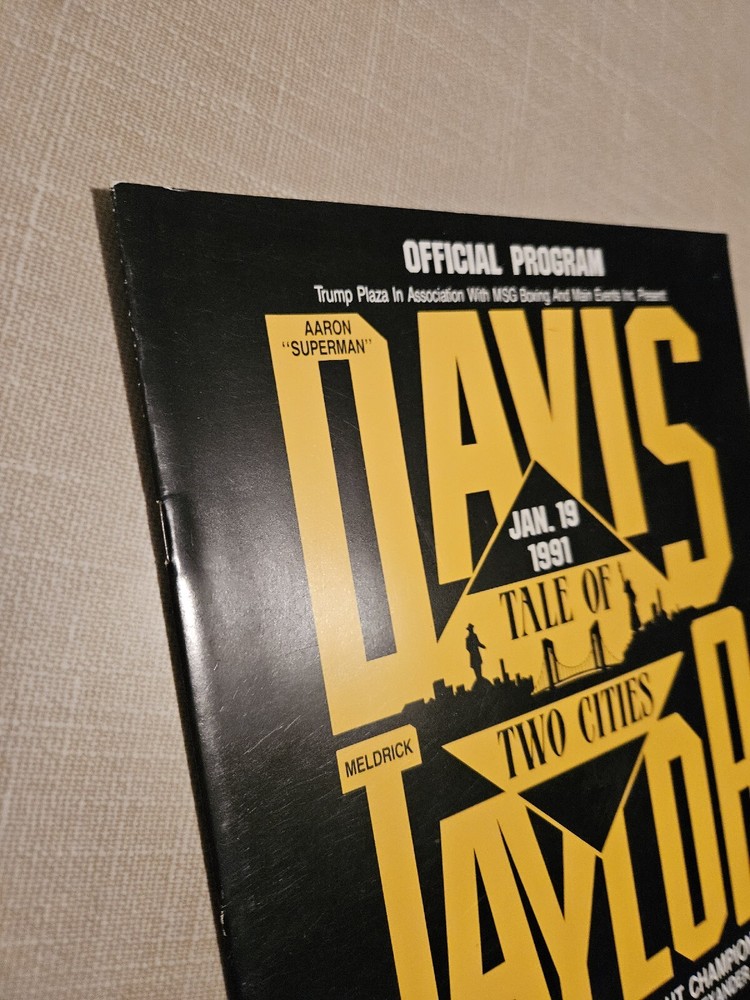 OFFICIAL PROGRAM
Trump Plaza In Association With MSG Boxing And Main Events Inc. Present
AARON
"SUPERMAN"
DAVIS
JAN. 19
1991
TALE OF
TWO CITIES
MELDRICK
TAYLOR
CHAMPION